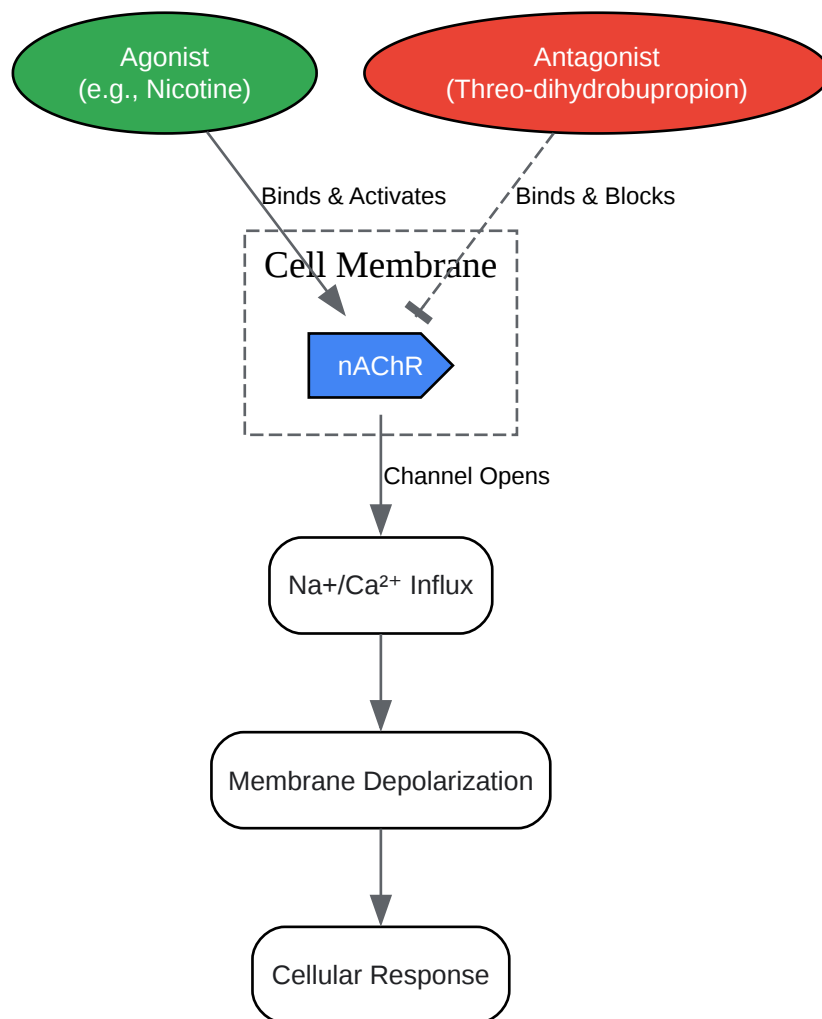 Agonist
(e.g., Nicotine)
Antagonist
(Threo-dihydrobupropion)
Binds & Activates
Binds & Blocks
Cell Membrane
nAChR
Channel Opens
Na+/Ca²⁺ Influx
Membrane Depolarization
Cellular Response